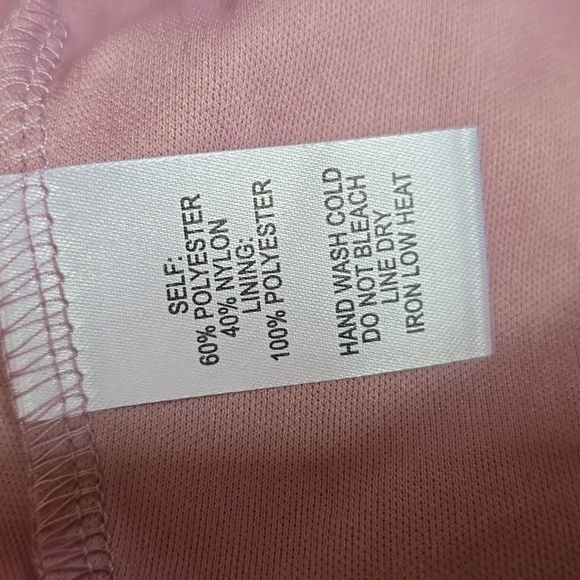 SELF:
60% POLYESTER
40% NYLON
LINING:
100% POLYESTER
HAND WASH COLD
DO NOT BLEACH
LINE DRY
IRON LOW HEAT